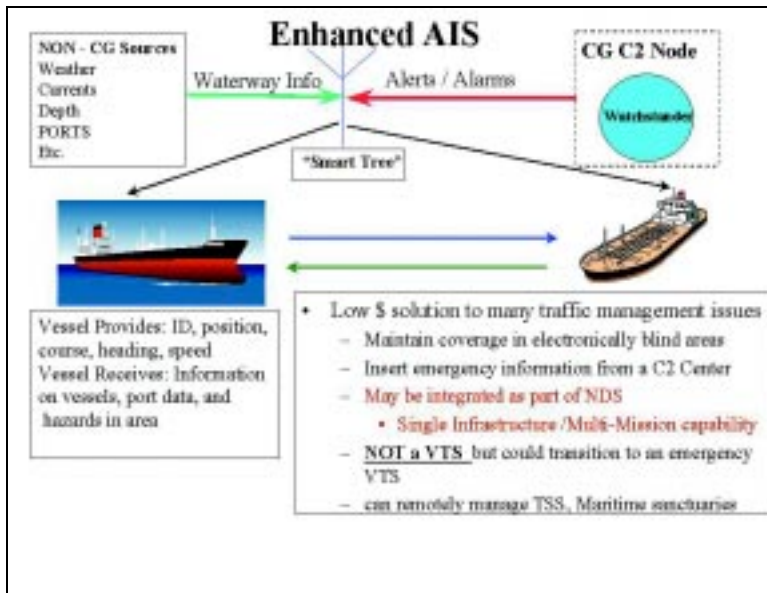 Enhanced AIS
NON - CG Sources
Weather
Currents
Depth
PORTS
Etc.
Waterway Info
Alerts / Alarms
CG C2 Node
Watchstander
"Smart Tree"
Vessel Provides: ID, position,
course, heading, speed
Vessel Receives: Information
on vessels, port data, and
hazards in area
• Low $ solution to many traffic management issues
– Maintain coverage in electronically blind areas
– Insert emergency information from a C2 Center
– May be integrated as part of NDS
• Single Infrastructure /Multi-Mission capability
– NOT a VTS but could transition to an emergency
VTS
– can remotely manage TSS, Maritime sanctuaries